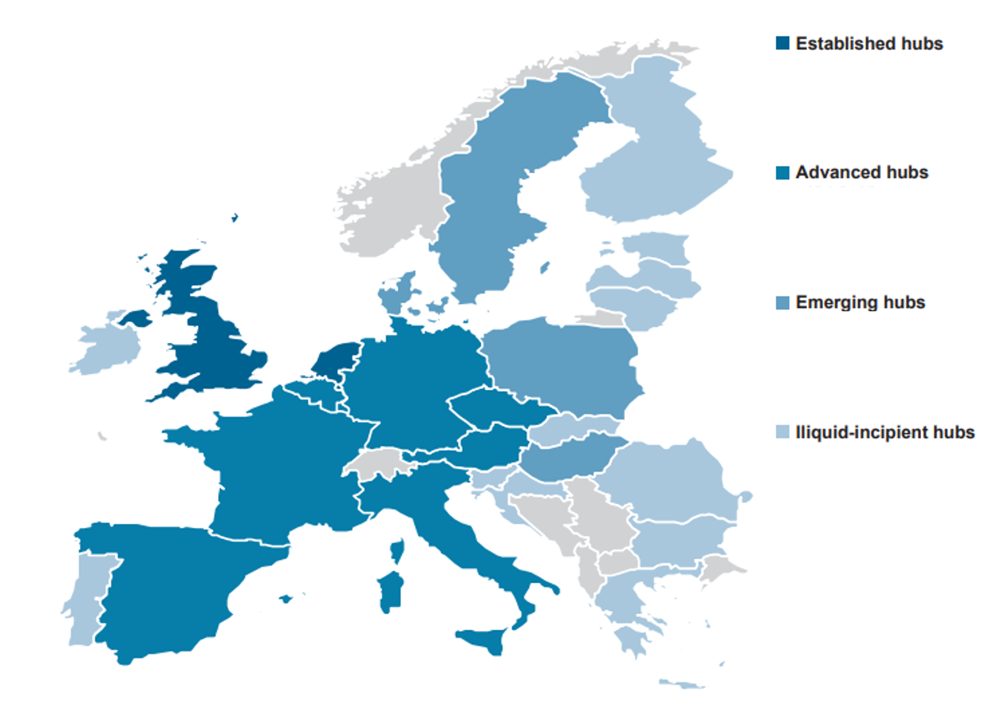 Established hubs
Advanced hubs
Emerging hubs
Iliquid-incipient hubs